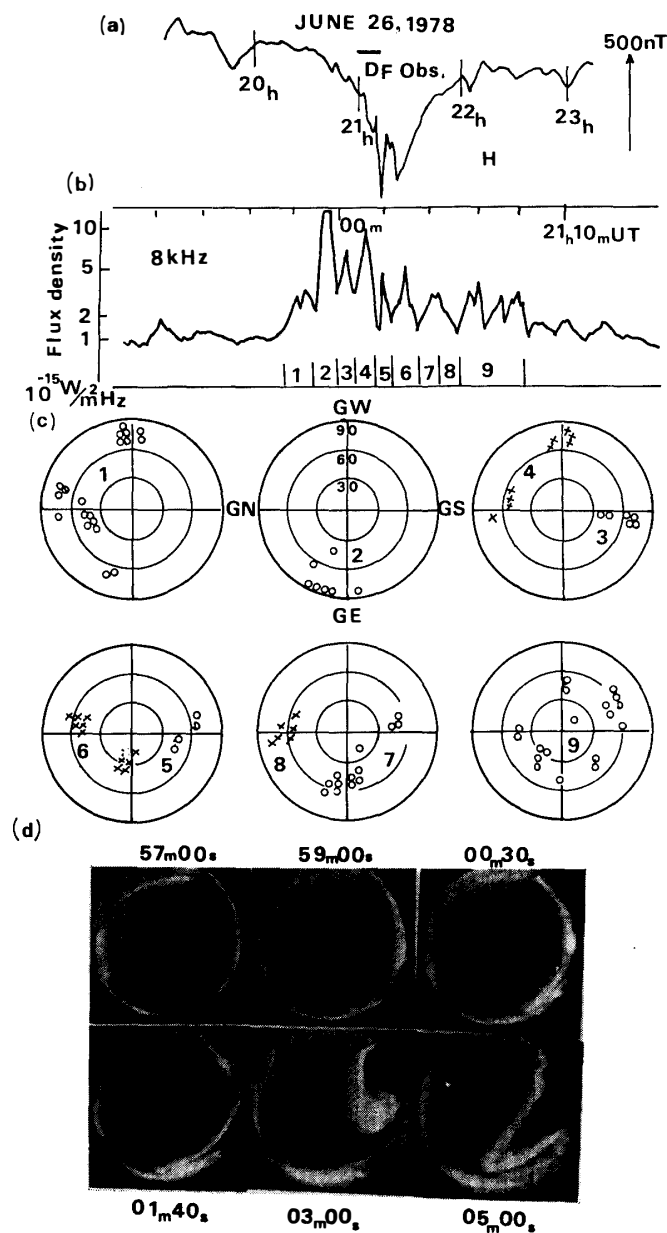 (a)
JUNE 26, 1978
500nT
DF Obs.
20h
21h
22h
23h
H
(b)
Flux density
10
5
2
1
8kHz
00m
21h10mUT
10⁻¹⁵W/m²Hz
1 2 3 4 5 6 7 8 9
(c)
GW
90
60
30
1
GN
2
GS
4
3
GE
6
5
8
7
9
(d)
57m00s 59m00s 00m30s
01m40s 03m00s 05m00s